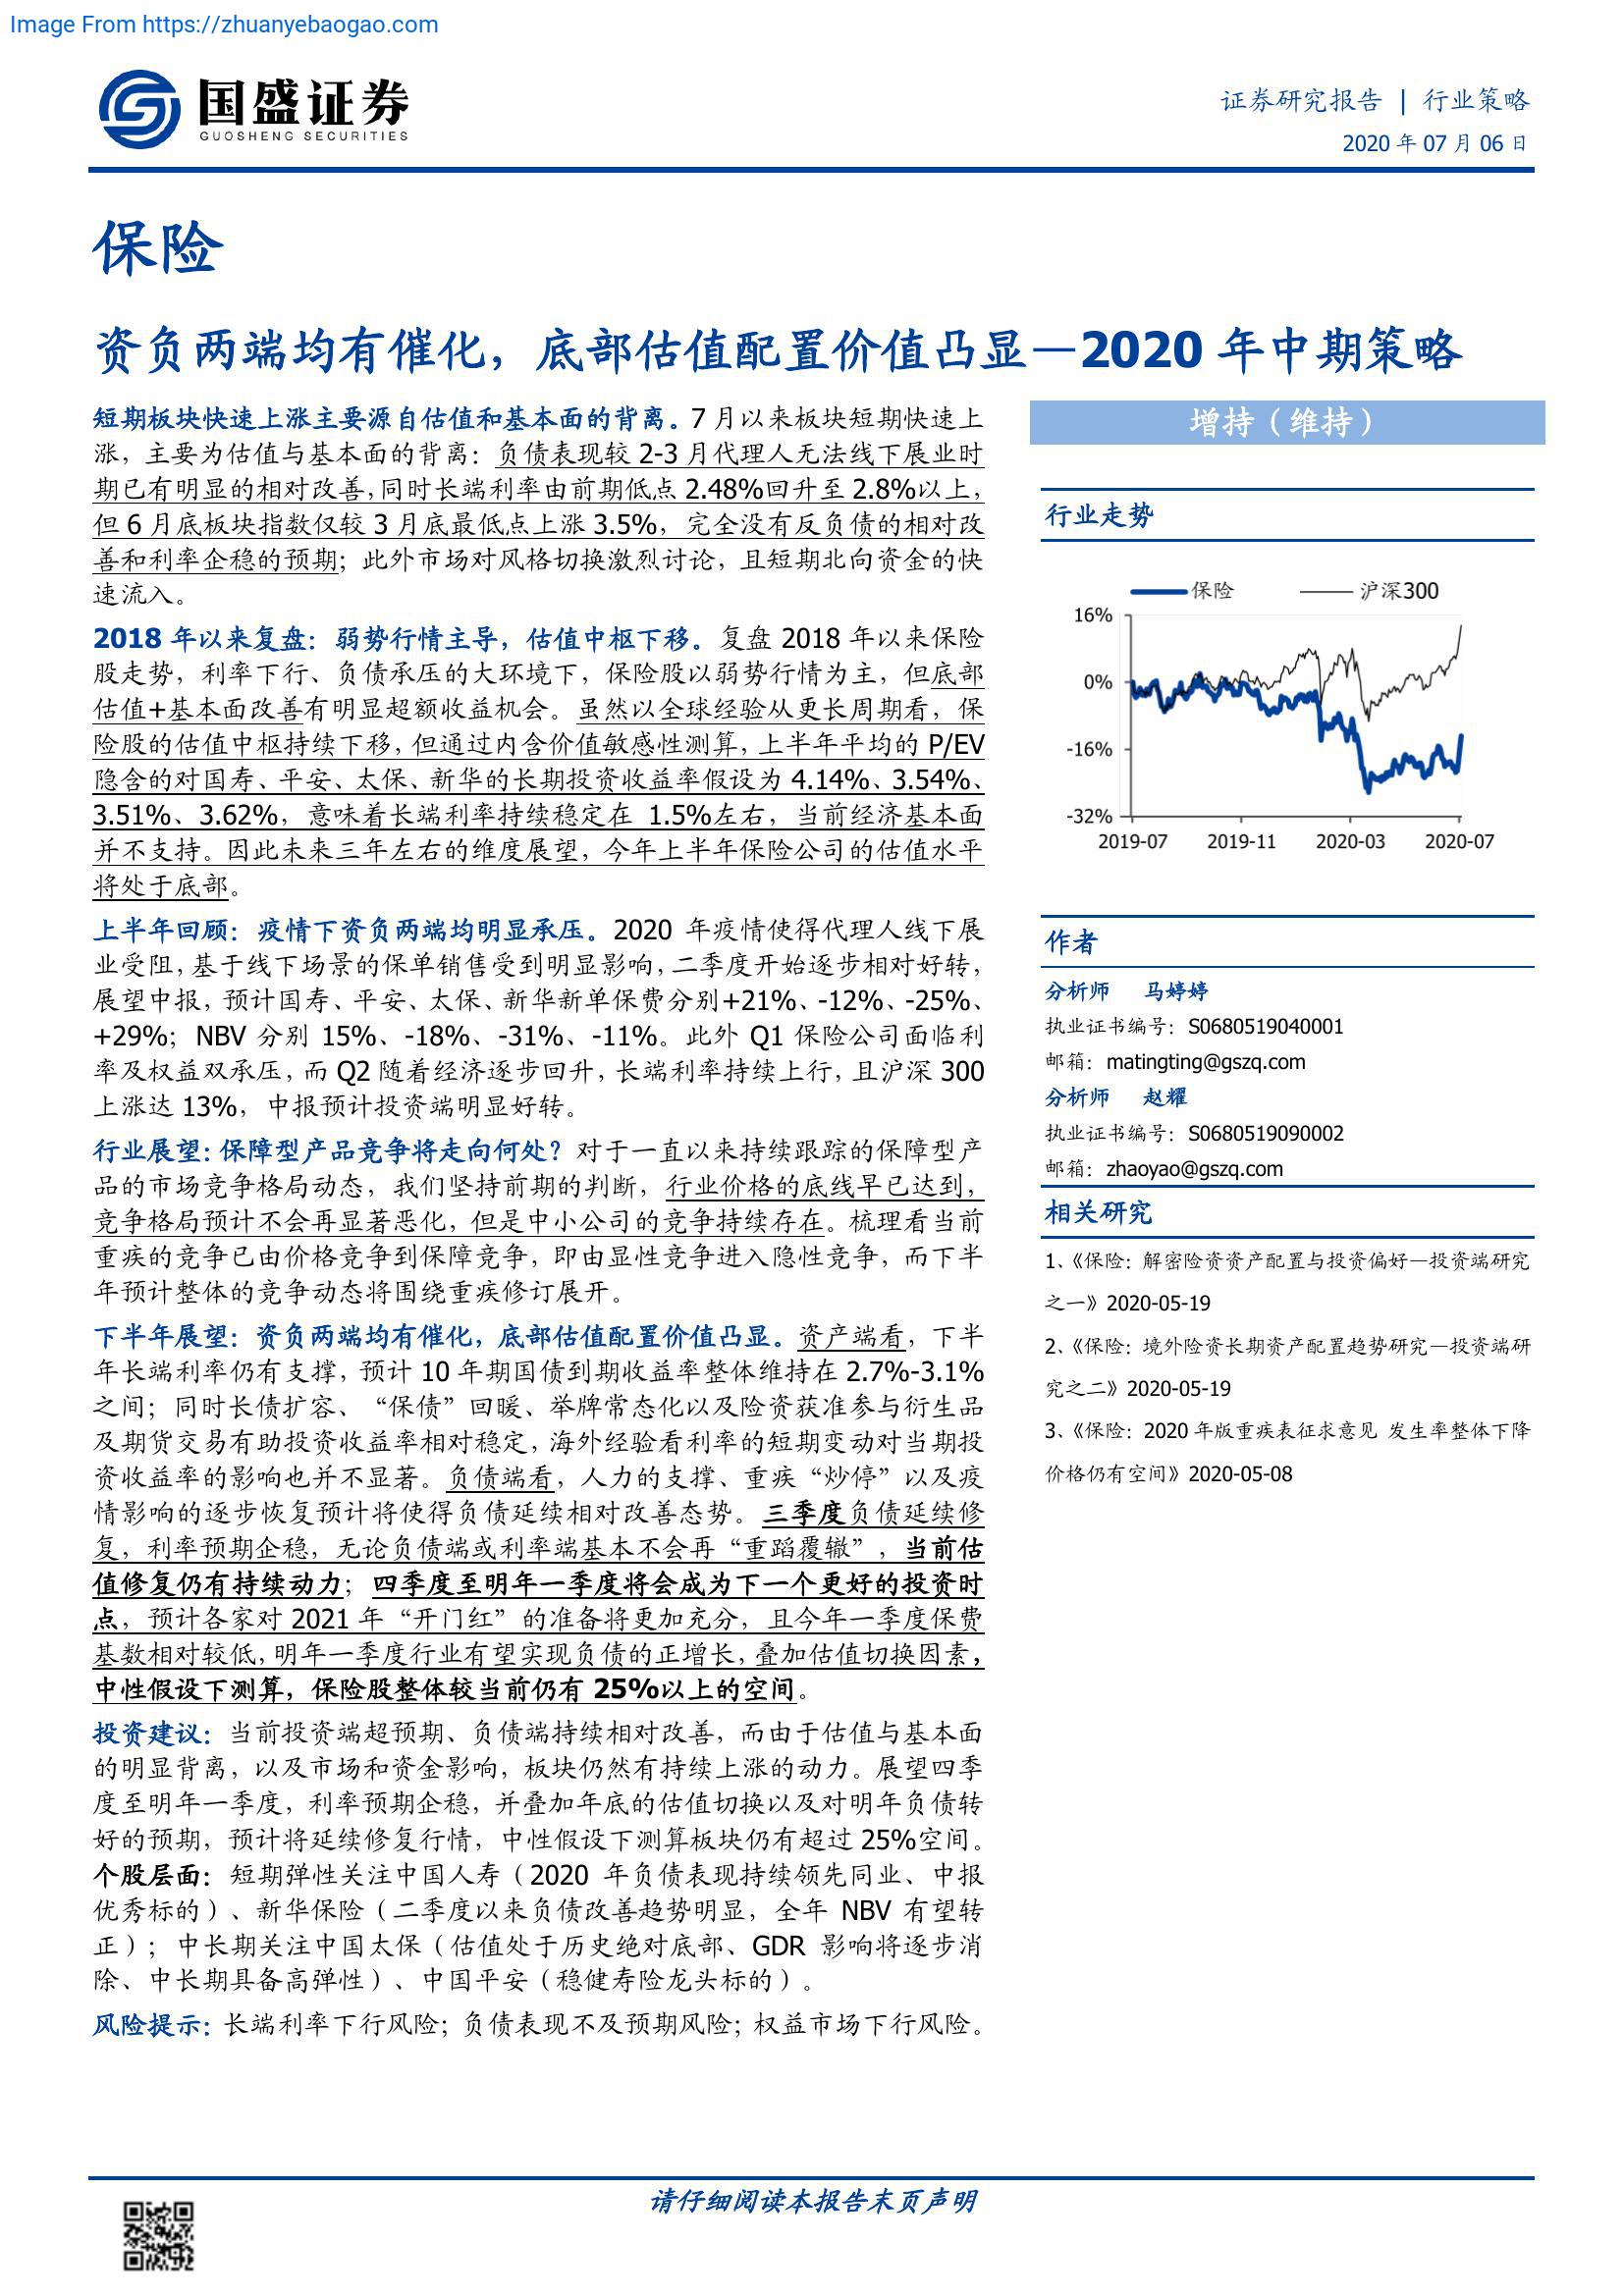 Image From https://zhuanyebaogao.com
国盛证券
GUOSHENG SECURITIES
证券研究报告 | 行业策略
2020 年 07 月 06 日
保险
资负两端均有催化，底部估值配置价值凸显—2020 年中期策略
短期板块快速上涨主要源自估值和基本面的背离。7 月以来板块短期快速上
涨，主要为估值与基本面的背离：负债表现较 2-3 月代理人无法线下展业时
期已有明显的相对改善，同时长端利率由前期低点 2.48%回升至 2.8%以上，
但 6 月底板块指数仅较 3 月底最低点上涨 3.5%，完全没有反负债的相对改
善和利率企稳的预期；此外市场对风格切换激烈讨论，且短期北向资金的快
速流入。
2018 年以来复盘：弱势行情主导，估值中枢下移。复盘 2018 年以来保险
股走势，利率下行、负债承压的大环境下，保险股以弱势行情为主，但底部
估值+基本面改善有明显超额收益机会。虽然以全球经验从更长周期看，保
险股的估值中枢持续下移，但通过内含价值敏感性测算，上半年平均的 P/EV
隐含的对国寿、平安、太保、新华的长期投资收益率假设为 4.14%、3.54%、
3.51%、3.62%，意味着长端利率持续稳定在 1.5%左右，当前经济基本面
并不支持。因此未来三年左右的维度展望，今年上半年保险公司的估值水平
将处于底部。
上半年回顾：疫情下资负两端均明显承压。2020 年疫情使得代理人线下展
业受阻，基于线下场景的保单销售受到明显影响，二季度开始逐步相对好转，
展望中报，预计国寿、平安、太保、新华新单保费分别+21%、-12%、-25%、
+29%；NBV 分别 15%、-18%、-31%、-11%。此外 Q1 保险公司面临利
率及权益双承压，而 Q2 随着经济逐步回升，长端利率持续上行，且沪深 300
上涨达 13%，中报预计投资端明显好转。
行业展望：保障型产品竞争将走向何处？对于一直以来持续跟踪的保障型产
品的市场竞争格局动态，我们坚持前期的判断，行业价格的底线早已达到，
竞争格局预计不会再显著恶化，但是中小公司的竞争持续存在。梳理看当前
重疾的竞争已由价格竞争到保障竞争，即由显性竞争进入隐性竞争，而下半
年预计整体的竞争动态将围绕重疾修订展开。
下半年展望：资负两端均有催化，底部估值配置价值凸显。资产端看，下半
年长端利率仍有支撑，预计 10 年期国债到期收益率整体维持在 2.7%-3.1%
之间；同时长债扩容、“保债”回暖、举牌常态化以及险资获准参与衍生品
及期货交易有助投资收益率相对稳定，海外经验看利率的短期变动对当期投
资收益率的影响也并不显著。负债端看，人力的支撑、重疾“炒停”以及疫
情影响的逐步恢复预计将使得负债延续相对改善态势。三季度负债延续修
复，利率预期企稳，无论负债端或利率端基本不会再“重蹈覆辙”，当前估
值修复仍有持续动力；四季度至明年一季度将会成为下一个更好的投资时
点，预计各家对 2021 年“开门红”的准备将更加充分，且今年一季度保费
基数相对较低，明年一季度行业有望实现负债的正增长，叠加估值切换因素，
中性假设下测算，保险股整体较当前仍有 25%以上的空间。
投资建议：当前投资端超预期、负债端持续相对改善，而由于估值与基本面
的明显背离，以及市场和资金影响，板块仍然有持续上涨的动力。展望四季
度至明年一季度，利率预期企稳，并叠加年底的估值切换以及对明年负债转
好的预期，预计将延续修复行情，中性假设下测算板块仍有超过 25%空间。
个股层面：短期弹性关注中国人寿（2020 年负债表现持续领先同业、中报
优秀标的）、新华保险（二季度以来负债改善趋势明显，全年 NBV 有望转
正）；中长期关注中国太保（估值处于历史绝对底部、GDR 影响将逐步消
除、中长期具备高弹性）、中国平安（稳健寿险龙头标的）。
风险提示：长端利率下行风险；负债表现不及预期风险；权益市场下行风险。
增持（维持）
行业走势
保险 沪深300
16%
0%
-16%
-32%
2019-07 2019-11 2020-03 2020-07
作者
分析师 马婷婷
执业证书编号：S0680519040001
邮箱：matingting@gszq.com
分析师 赵耀
执业证书编号：S0680519090002
邮箱：zhaoyao@gszq.com
相关研究
1、《保险：解密险资资产配置与投资偏好—投资端研究
之一》2020-05-19
2、《保险：境外险资长期资产配置趋势研究—投资端研
究之二》2020-05-19
3、《保险：2020 年版重疾表征求意见 发生率整体下降
价格仍有空间》2020-05-08
请仔细阅读本报告末页声明